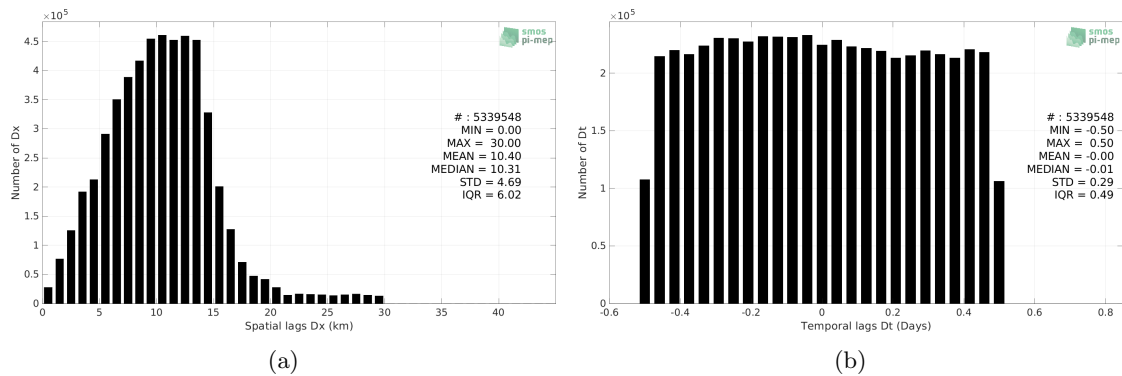 ×10⁵
4.5
4
3.5
3
2.5
2
1.5
1
0.5
0
Number of Dx
0 5 10 15 20 25 30 35 40
Spatial lags Dx (km)
smos
pi-mep
# : 5339548
MIN = 0.00
MAX = 30.00
MEAN = 10.40
MEDIAN = 10.31
STD = 4.69
IQR = 6.02
(a)
×10⁵
2
1.5
1
0.5
0
Number of Dt
-0.6 -0.4 -0.2 0 0.2 0.4 0.6 0.8
Temporal lags Dt (Days)
smos
pi-mep
# : 5339548
MIN = -0.50
MAX = 0.50
MEAN = -0.00
MEDIAN = -0.01
STD = 0.29
IQR = 0.49
(b)